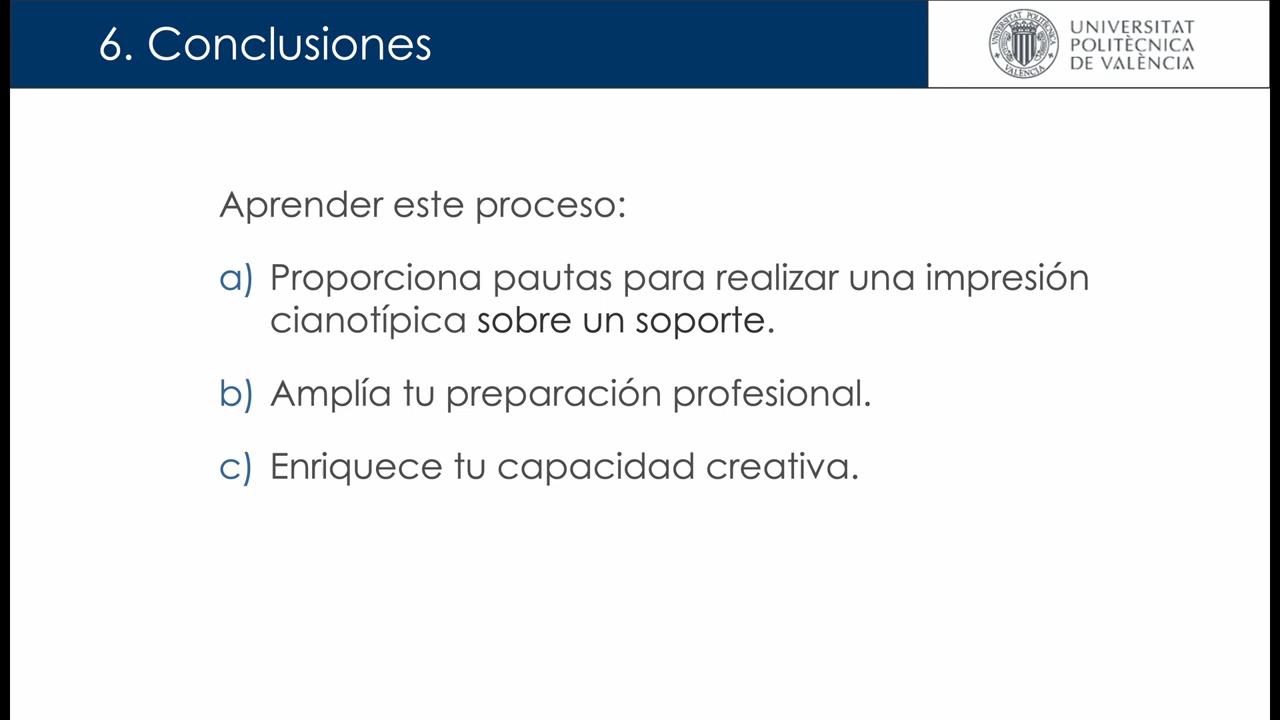 6. Conclusiones
UNIVERSITAT
POLITÈCNICA
DE VALÈNCIA
Aprender este proceso:
a) Proporciona pautas para realizar una impresión
cianotípica sobre un soporte.
b) Amplía tu preparación profesional.
c) Enriquece tu capacidad creativa.